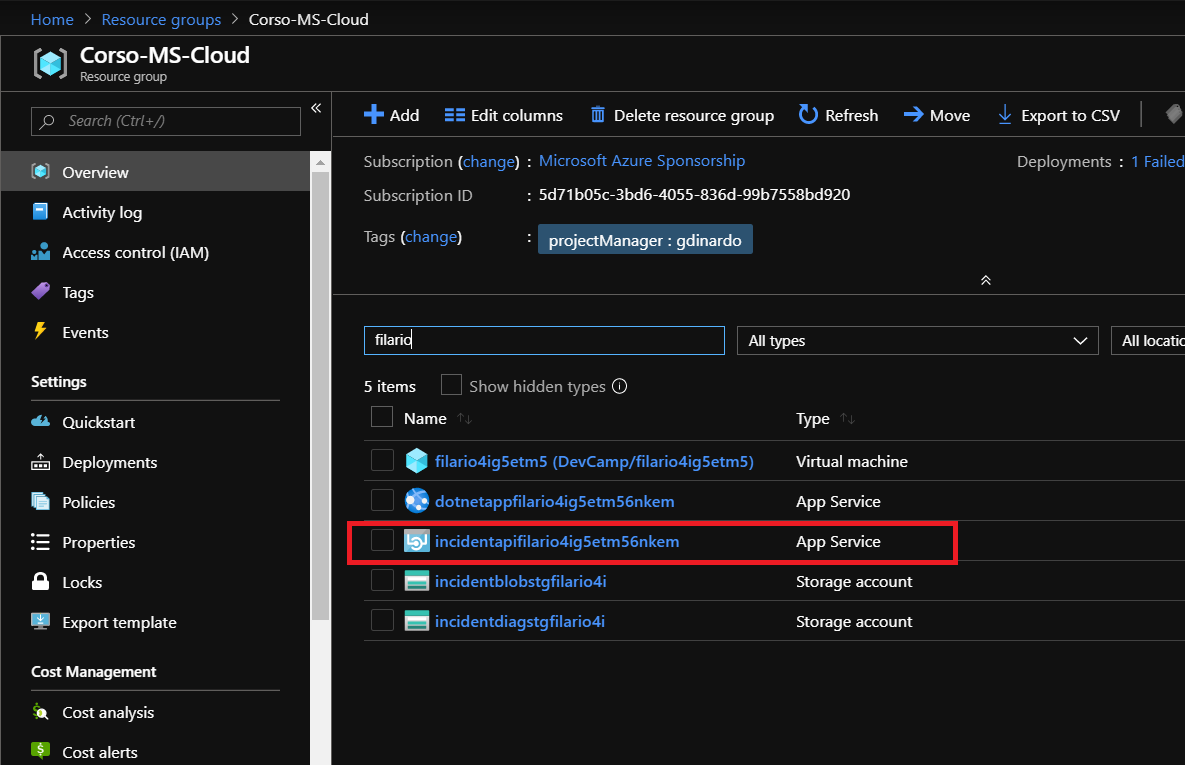 Home > Resource groups > Corso-MS-Cloud
Corso-MS-Cloud
Resource group
Search (Ctrl+/)
«
Overview
Activity log
Access control (IAM)
Tags
Events
Settings
Quickstart
Deployments
Policies
Properties
Locks
Export template
Cost Management
Cost analysis
Cost alerts
Add Edit columns Delete resource group Refresh Move Export to CSV
Subscription (change) : Microsoft Azure Sponsorship Deployments : 1 Failed
Subscription ID : 5d71b05c-3bd6-4055-836d-99b7558bd920
Tags (change) : projectManager : gdinardo
filario All types All locatio
5 items Show hidden types
Name Type
filario4ig5etm5 (DevCamp/filario4ig5etm5) Virtual machine
dotnetappfilario4ig5etm56nkem App Service
incidentapifilario4ig5etm56nkem App Service
incidentblobstgfilario4i Storage account
incidentdiagstgfilario4i Storage account